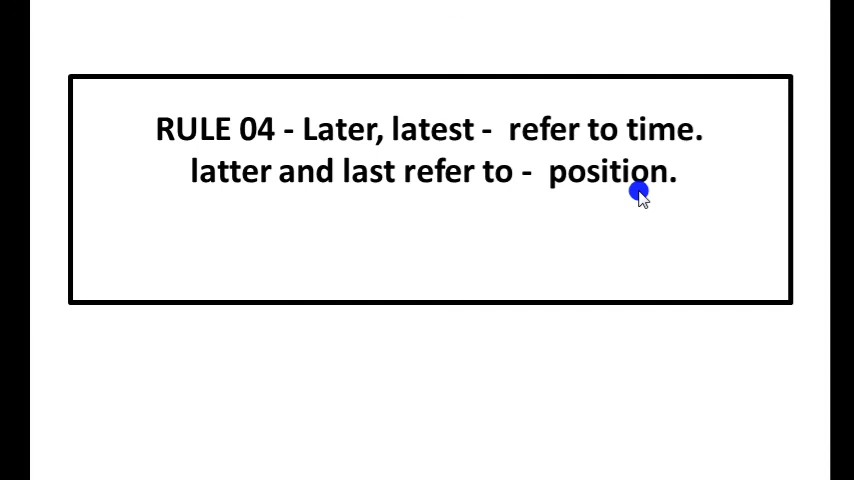 RULE 04 - Later, latest -  refer to time.
latter and last refer to -  position.